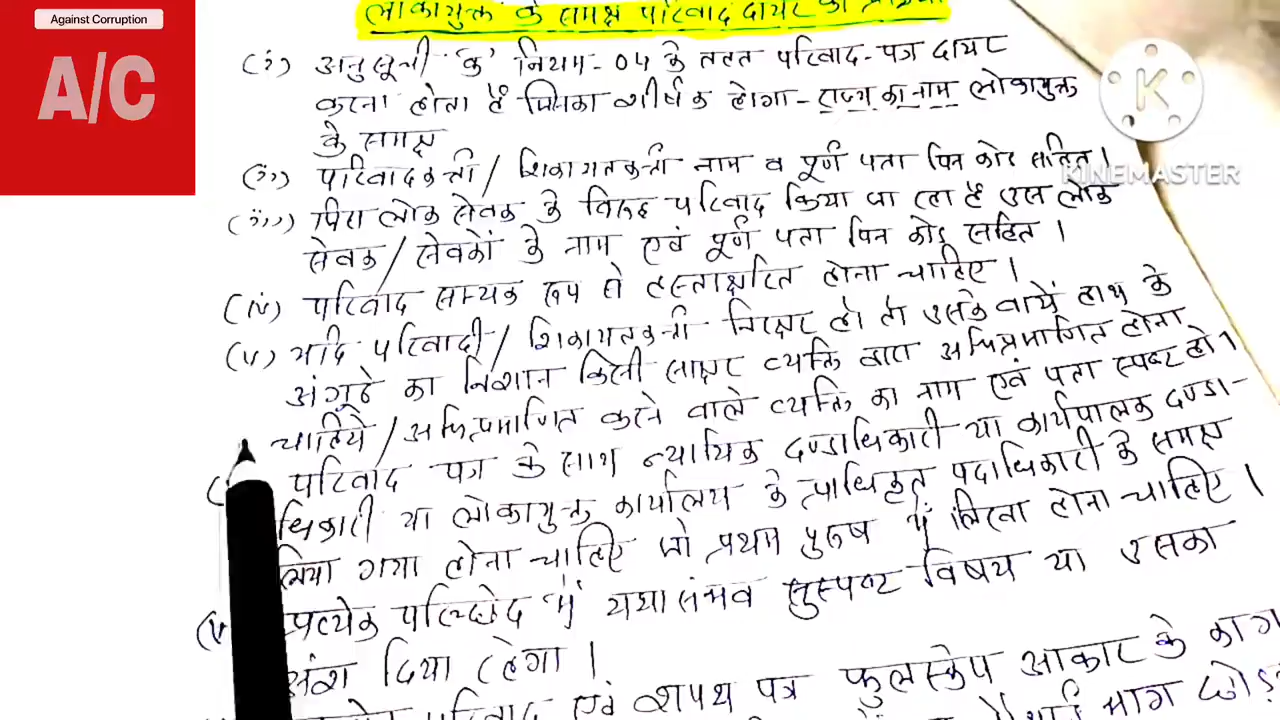 Against Corruption
A/C
K
KINEMASTER
लोकायुक्त के समक्ष परिवाद दायर की
(i) अनुसूची 'क' नियम-04 के तहत परिवाद-पत्र दायर
करना होता है जिसका शीर्षक होगा- राज्य का नाम लोकायुक्त
के समक्ष
(ii) परिवादकर्त्ता / शिकायतकर्त्ता नाम व पूर्ण पता पिन कोड सहित।
(iii) जिस लोक सेवक के विरुद्ध परिवाद किया जा रहा है उस लोक
सेवक/सेवकों के नाम एवं पूर्ण पता पिन कोड सहित।
(iv) परिवाद सम्यक रूप से हस्ताक्षरित होना चाहिए।
(v) यदि परिवादी/शिकायतकर्त्ता निरक्षर हो तो उसके बायें हाथ के
अंगूठे का निशान किसी साक्षर व्यक्ति द्वारा अभिप्रमाणित होना
चाहिये/अभिप्रमाणित करने वाले व्यक्ति का नाम एवं पता स्पष्ट हो।
परिवाद पत्र के साथ न्यायिक दण्डाधिकारी या कार्यपालक दण्डा-
धिकारी या लोकायुक्त कार्यालय के प्राधिकृत पदाधिकारी के समक्ष
लिया गया होना चाहिए जो प्रथम पुरुष में लिखा होना चाहिए।
प्रत्येक परिच्छेद में यथासंभव सुस्पष्ट विषय या उसका
अंश दिया रहेगा।
परिवाद एवं शपथ पत्र फुलस्केप आकार के काग
भाग छोड़